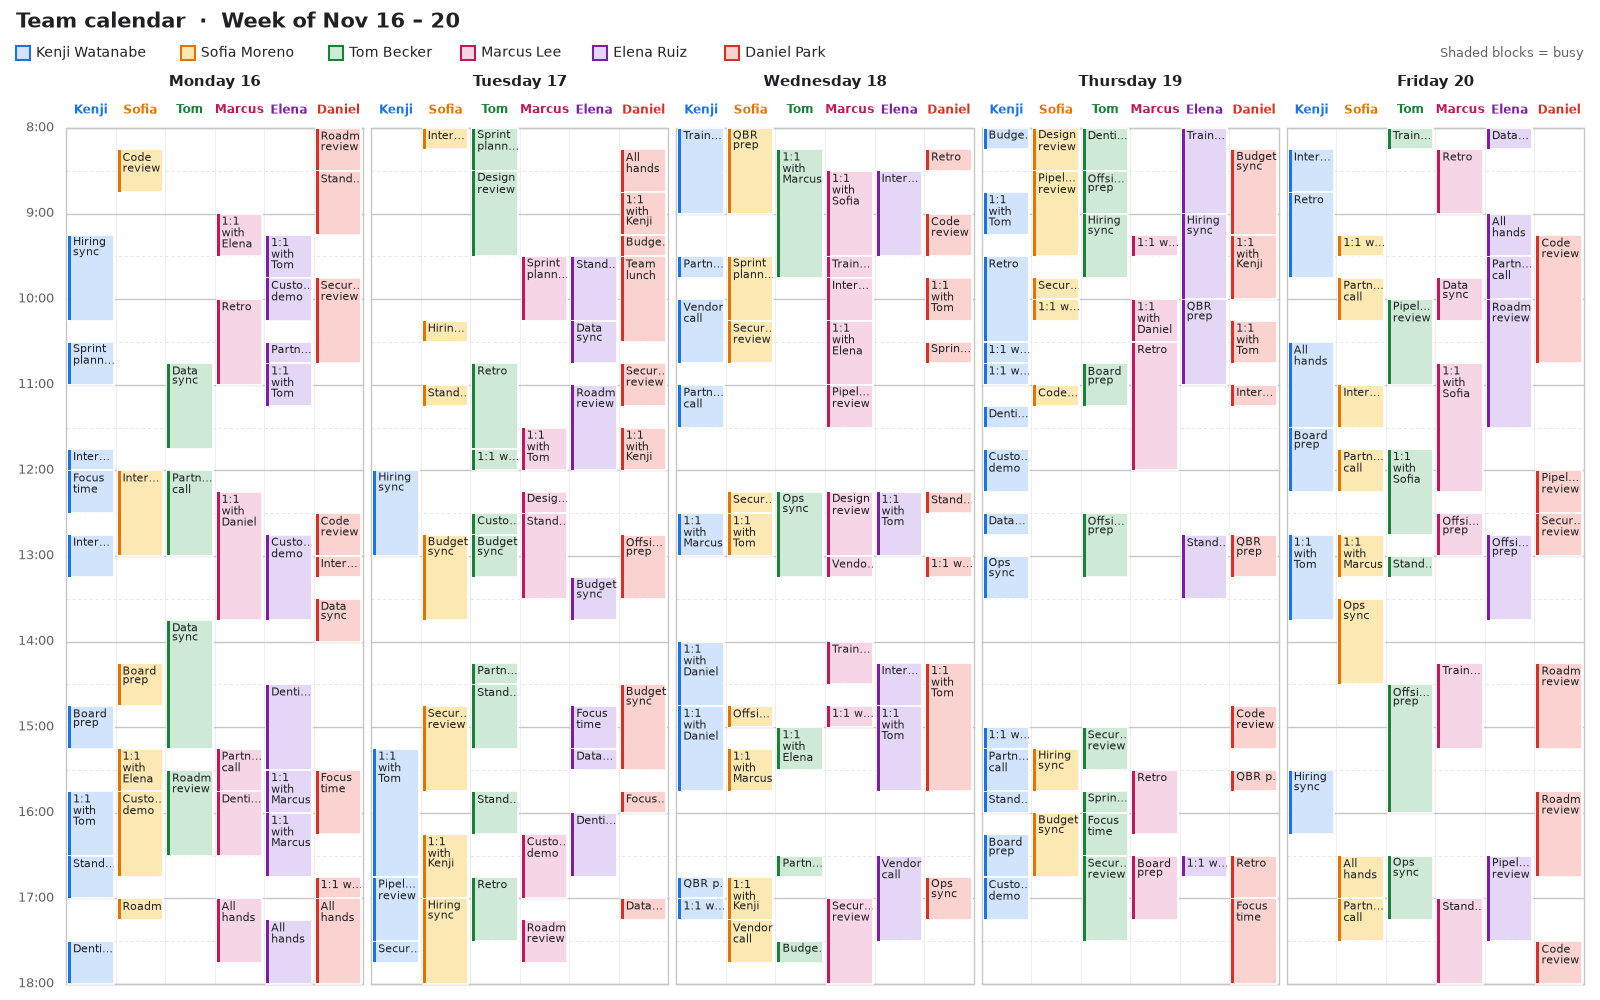 Team calendar · Week of Nov 16 – 20
Kenji Watanabe
Sofia Moreno
Tom Becker
Marcus Lee
Elena Ruiz
Daniel Park
Shaded blocks = busy
Monday 16
Tuesday 17
Wednesday 18
Thursday 19
Friday 20
Kenji Sofia Tom Marcus Elena Daniel
Kenji Sofia Tom Marcus Elena Daniel
Kenji Sofia Tom Marcus Elena Daniel
Kenji Sofia Tom Marcus Elena Daniel
Kenji Sofia Tom Marcus Elena Daniel
8:00
9:00
10:00
11:00
12:00
13:00
14:00
15:00
16:00
17:00
18:00
Hiring
sync
Sprint
plann...
Inter...
Focus
time
Inter...
Board
prep
1:1
with
Tom
Stand..
Denti...
Code
review
Inter...
Board
prep
1:1
with
Elena
Custo..
demo
Roadm
Data
sync
Partn...
call
Data
sync
Roadm
review
1:1
with
Elena
Retro
1:1
with
Daniel
Partn...
call
Denti...
All
hands
1:1
with
Tom
Custo..
demo
Partn...
1:1
with
Tom
Custo..
demo
Denti...
1:1
with
Marcus
1:1
with
Marcus
All
hands
Roadm
review
Stand..
Secur..
review
Code
review
Inter...
Data
sync
Focus
time
1:1 w...
All
hands
Hiring
sync
1:1
with
Tom
Pipel...
review
Secur..
Inter...
Hirin...
Stand..
Budget
sync
Secur..
review
1:1
with
Kenji
Hiring
sync
Sprint
plann...
Design
review
Retro
1:1 w...
Custo..
Budget
sync
Partn...
Stand..
Stand..
Retro
Sprint
plann...
1:1
with
Tom
Desig..
Stand..
Custo..
demo
Roadm
review
Stand..
Data
sync
Roadm
review
Budget
sync
Focus
time
Data...
Denti...
All
hands
1:1
with
Kenji
Budge.
Team
lunch
Secur..
review
1:1
with
Kenji
Offsi...
prep
Budget
sync
Focus..
Data...
Train...
Partn...
Vendor
call
Partn...
call
1:1
with
Marcus
1:1
with
Daniel
1:1
with
Daniel
QBR p.
1:1 w...
QBR
prep
Sprint
plann...
Secur..
review
Secur..
1:1
with
Tom
Offsi...
1:1
with
Marcus
1:1
with
Kenji
Vendor
call
1:1
with
Marcus
Ops
sync
1:1
with
Elena
Partn...
Budge.
1:1
with
Sofia
Train...
Inter...
1:1
with
Elena
Pipel...
review
Design
review
Vendo..
Train...
1:1 w...
Secur..
review
Inter...
1:1
with
Tom
Inter...
1:1
with
Tom
Vendor
call
Retro
Code
review
1:1
with
Tom
Sprin...
Stand..
1:1 w...
1:1
with
Tom
Ops
sync
Budge.
1:1
with
Tom
Retro
1:1 w...
1:1 w...
Denti...
Custo..
demo
Data...
Ops
sync
1:1 w...
Partn...
call
Stand..
Board
prep
Custo..
demo
Design
review
Pipel...
review
Secur..
1:1 w...
Code...
Hiring
sync
Budget
sync
Denti...
Offsi...
prep
Hiring
sync
Board
prep
Offsi...
prep
Secur..
review
Sprin...
Focus
time
Secur..
review
1:1 w...
1:1
with
Daniel
Retro
Retro
Board
prep
Train...
Hiring
sync
QBR
prep
Stand..
1:1 w...
Budget
sync
1:1
with
Kenji
1:1
with
Tom
Inter...
QBR
prep
Code
review
QBR p.
Retro
Focus
time
Inter...
Retro
All
hands
Board
prep
1:1
with
Tom
Hiring
sync
1:1 w...
Partn...
call
Inter...
Partn...
call
1:1
with
Marcus
Ops
sync
All
hands
Partn...
call
Train...
Pipel...
review
1:1
with
Sofia
Stand..
Offsi...
prep
Ops
sync
Retro
Data
sync
1:1
with
Sofia
Offsi...
prep
Train...
Stand..
Data...
All
hands
Partn...
call
Roadm
review
Offsi...
prep
Pipel...
review
Code
review
Pipel...
review
Secur..
review
Roadm
review
Roadm
review
Code
review